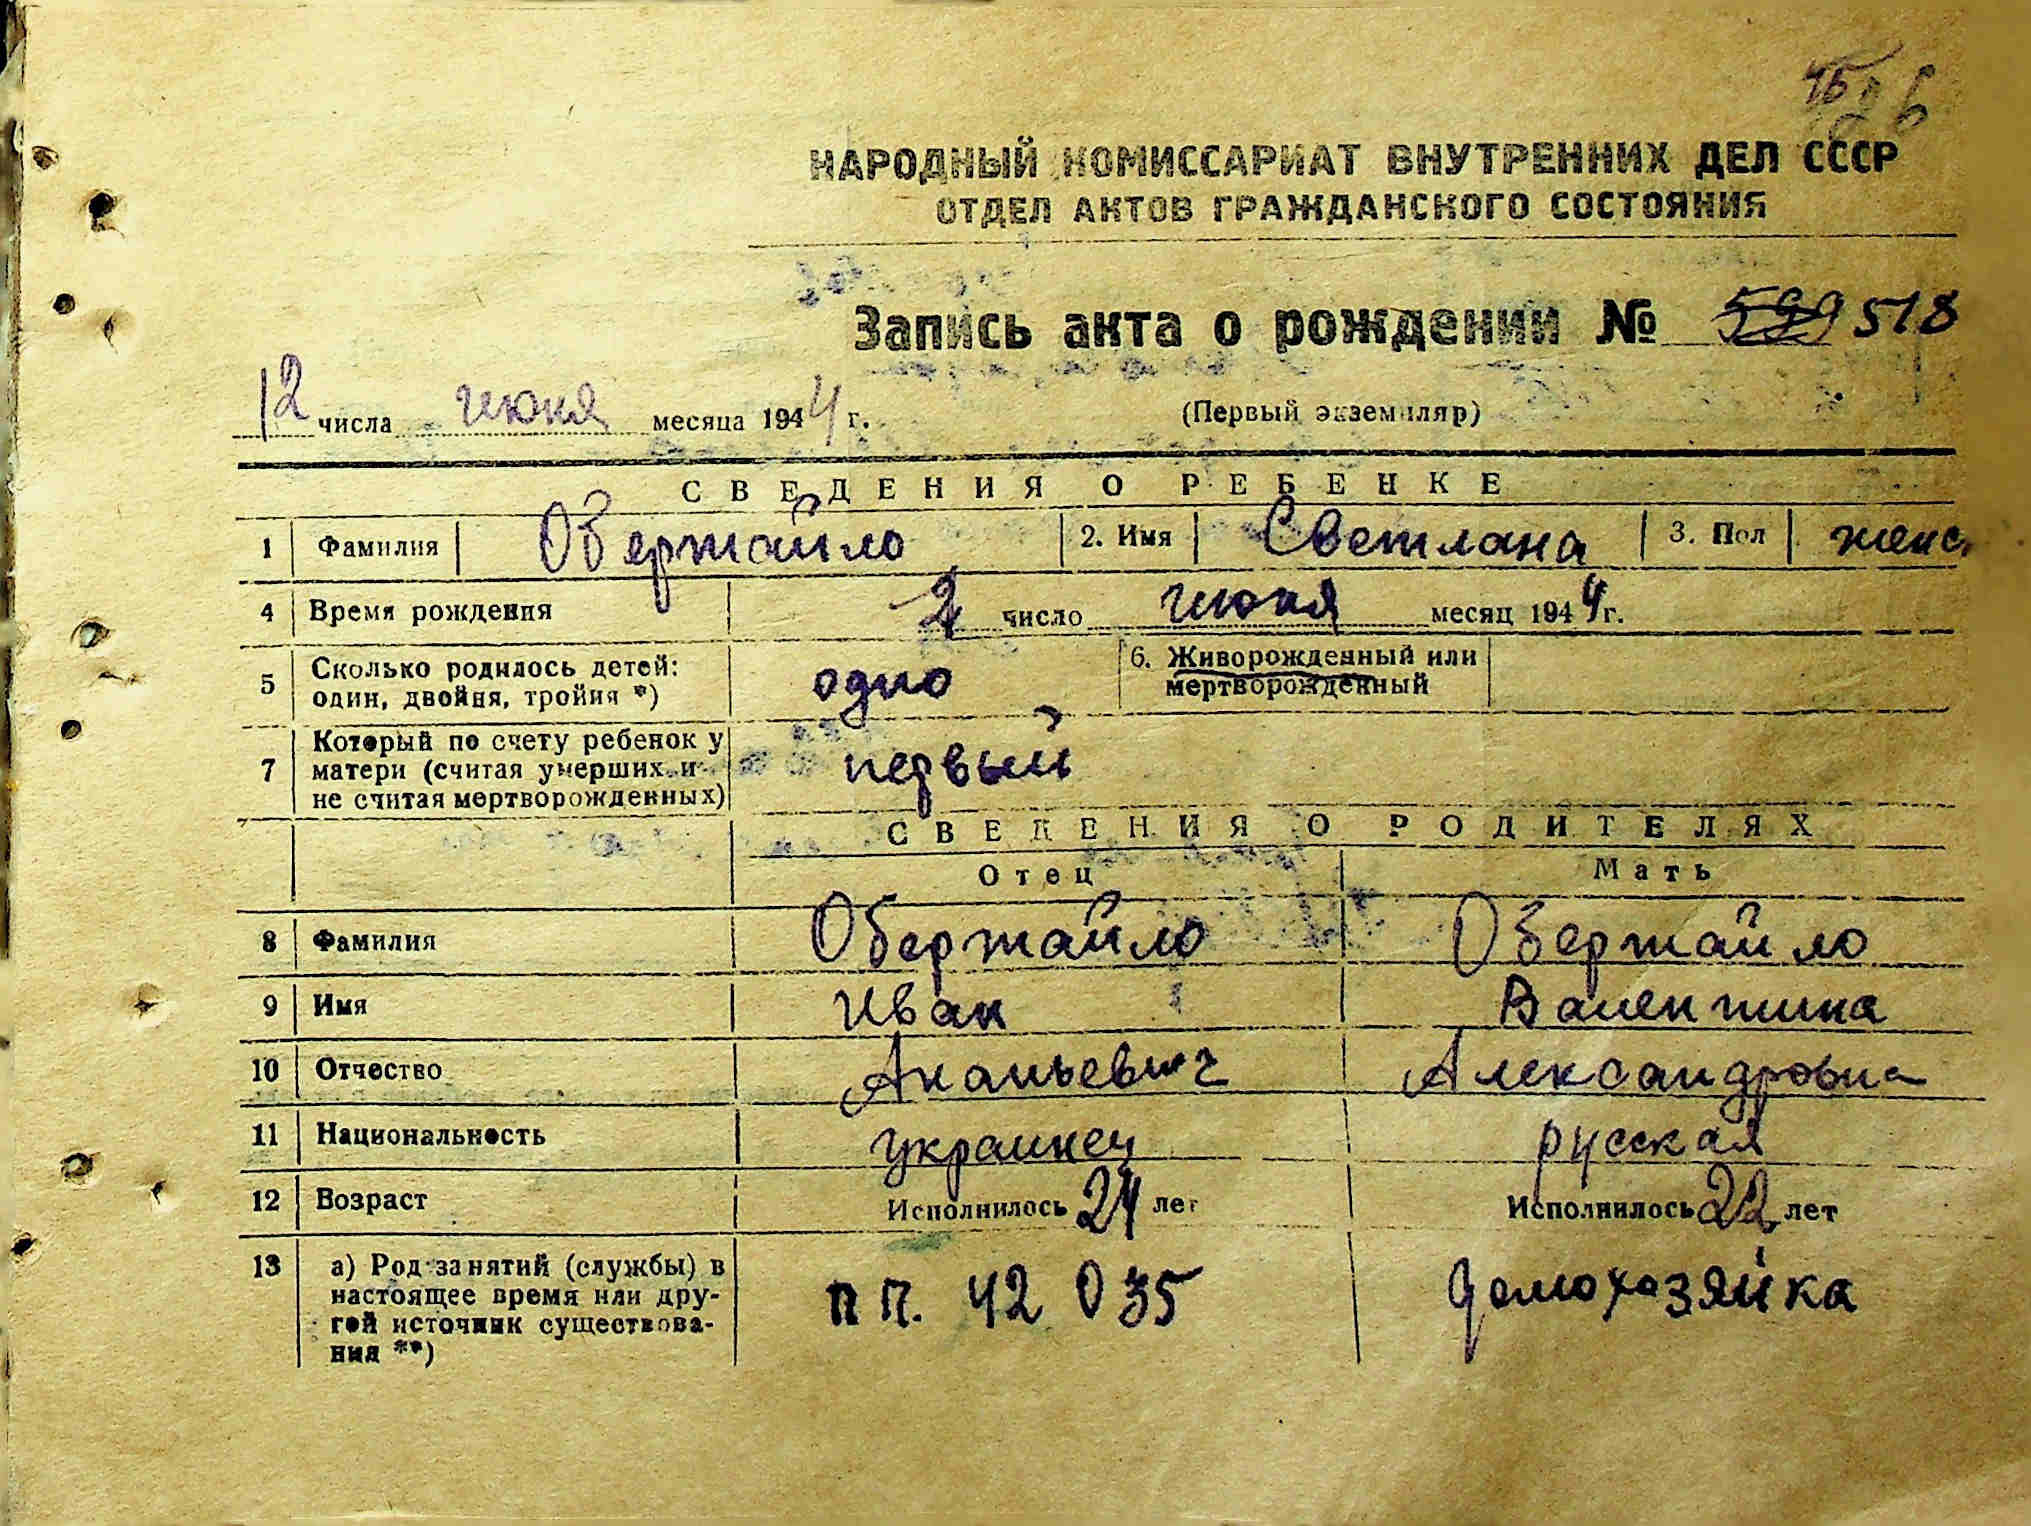 НАРОДНЫЙ КОМИССАРИАТ ВНУТРЕННИХ ДЕЛ СССР
ОТДЕЛ АКТОВ ГРАЖДАНСКОГО СОСТОЯНИЯ
Запись акта о рождении № 599 518
12 числа июня месяца 1944 г. (Первый экземпляр)
СВЕДЕНИЯ О РЕБЕНКЕ
1 Фамилия Обертайло 2. Имя Светлана 3. Пол женс.
4 Время рождения 2 число июня месяц 1944 г.
5 Сколько родилось детей: один, двойня, тройня *) одно 6. Живорожденный или мертворожденный
7 Который по счету ребенок у матери (считая умерших и не считая мертворожденных) первый
СВЕДЕНИЯ О РОДИТЕЛЯХ
Отец Мать
8 Фамилия Обертайло Обертайло
9 Имя Иван Валентина
10 Отчество Ананьевич Александровна
11 Национальность украинец русская
12 Возраст Исполнилось 24 лет Исполнилось 22 лет
13 а) Род занятий (службы) в настоящее время или другой источник существования **) п п. 42 035 домохозяйка